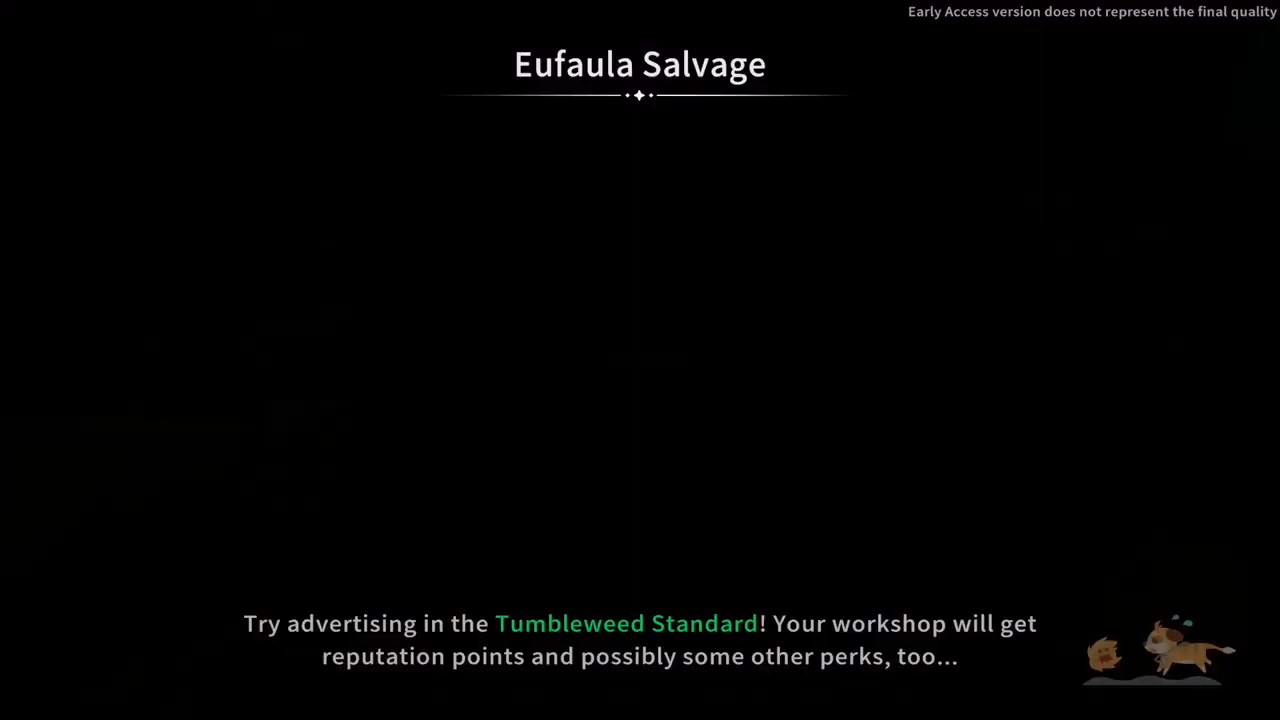 Early Access version does not represent the final quality
Eufaula Salvage
Try advertising in the Tumbleweed Standard! Your workshop will get
reputation points and possibly some other perks, too...